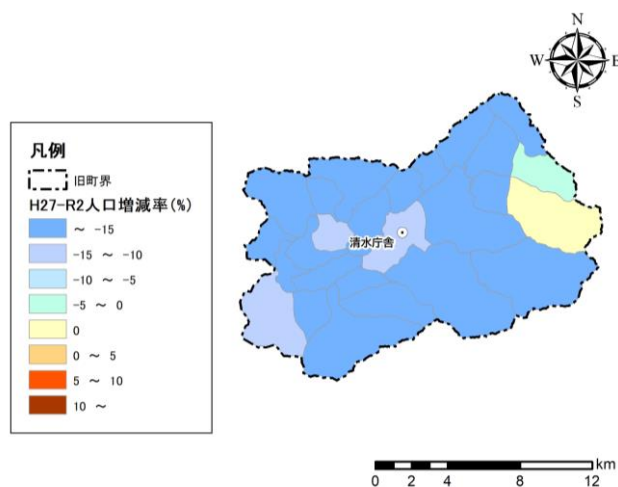 N
W E
S
凡例
旧町界
H27-R2人口増減率(%)
～ -15
-15 ～ -10
-10 ～ -5
-5 ～ 0
0
0 ～ 5
5 ～ 10
10 ～
清水庁舎
km
0 2 4 8 12